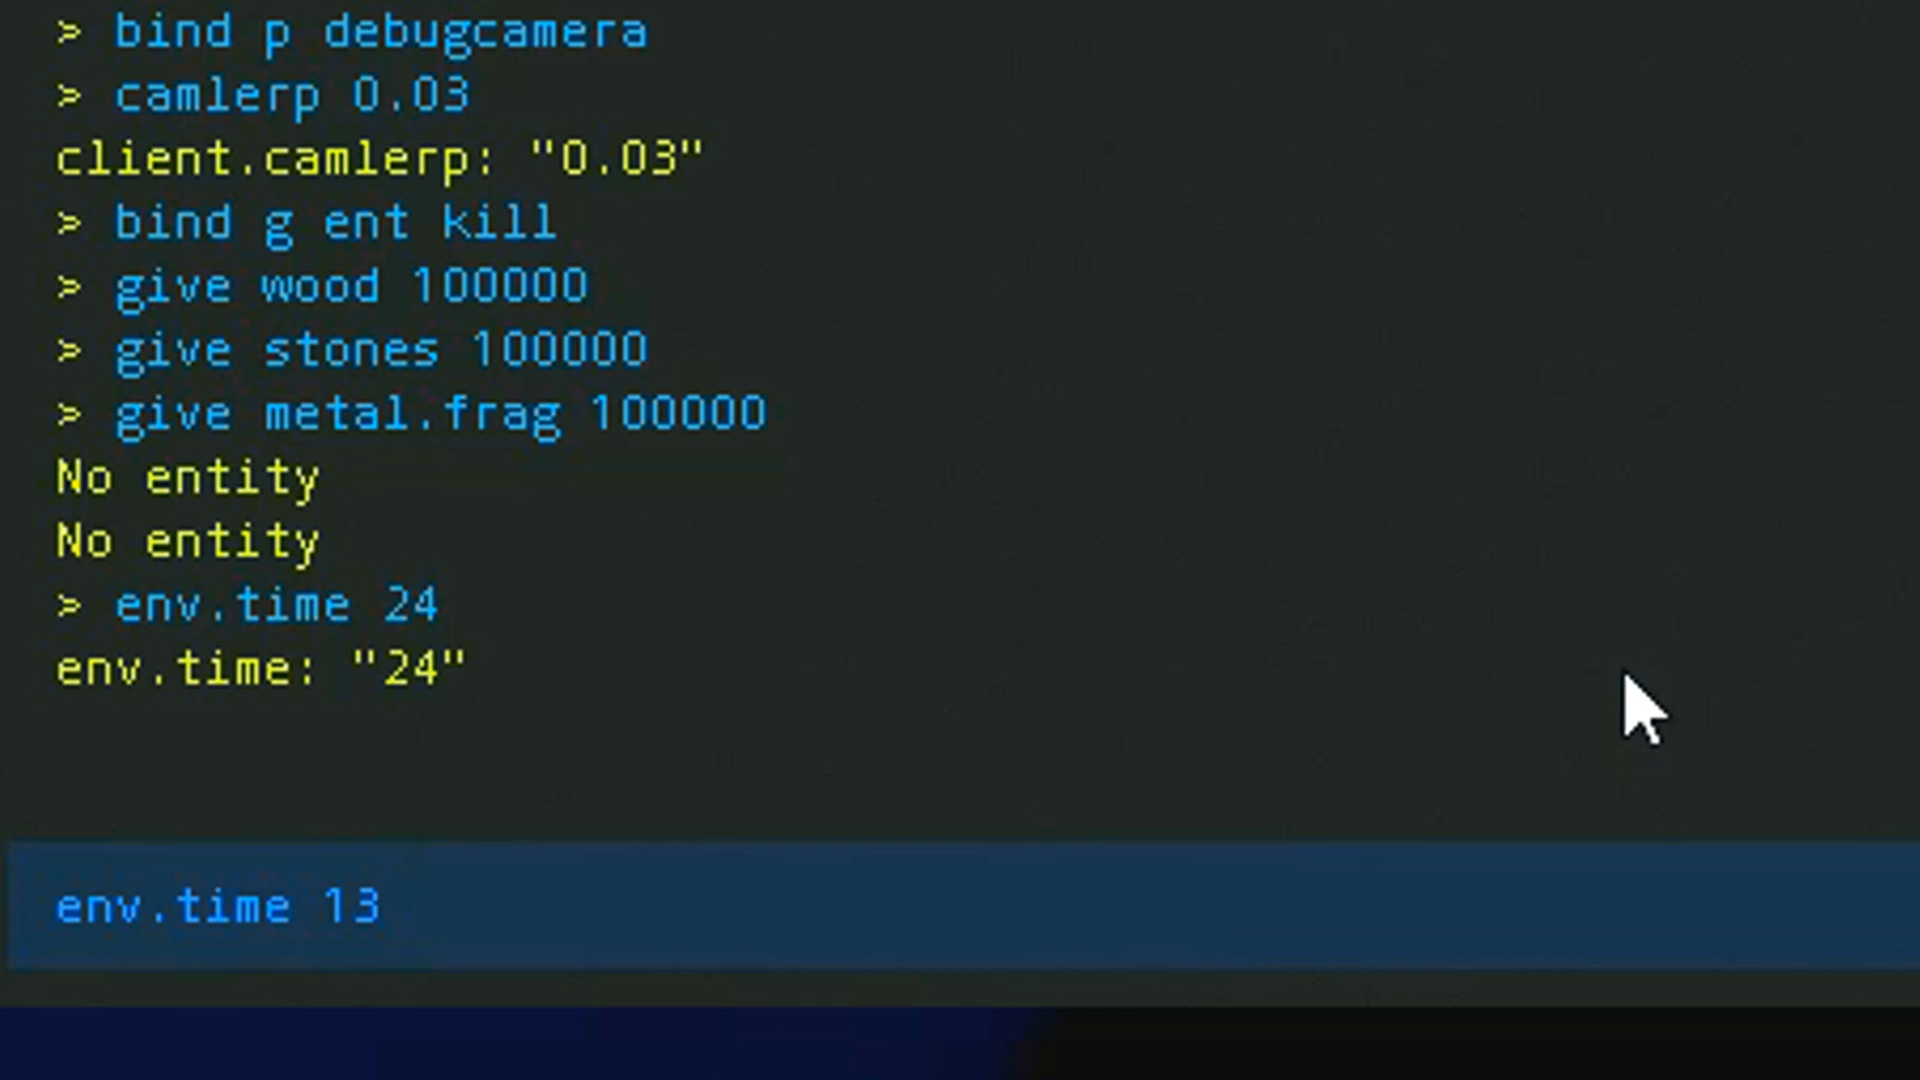 > bind p debugcamera
> camlerp 0.03
client.camlerp: "0.03"
> bind g ent kill
> give wood 100000
> give stones 100000
> give metal.frag 100000
No entity
No entity
> env.time 24
env.time: "24"
env.time 13